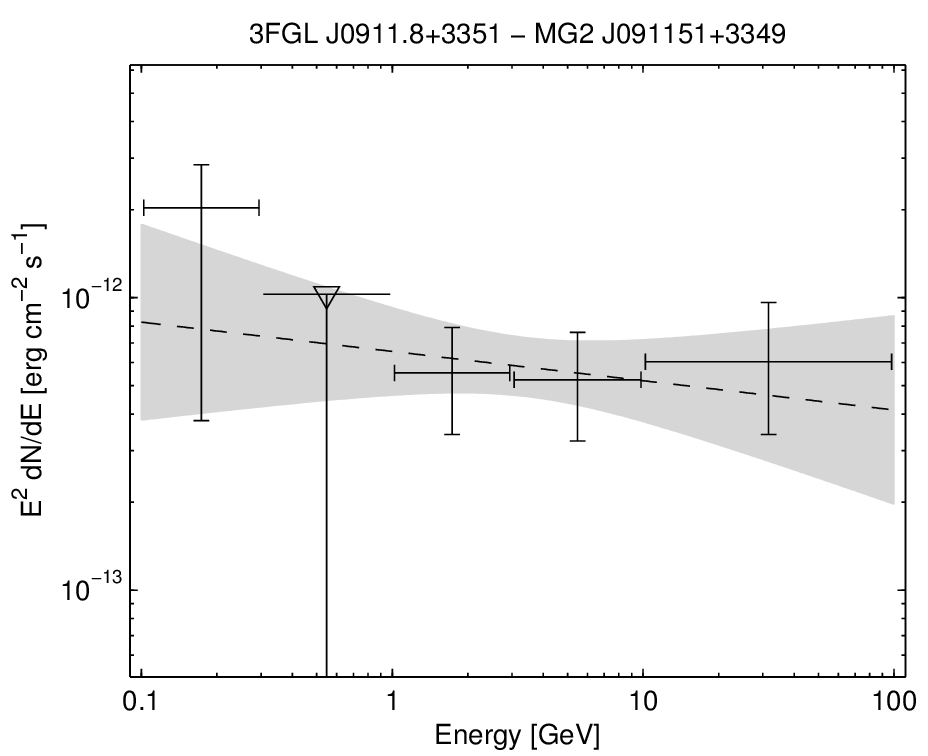 3FGL J0911.8+3351 − MG2 J091151+3349
E² dN/dE [erg cm⁻² s⁻¹]
10⁻¹²
10⁻¹³
0.1 1 10 100
Energy [GeV]